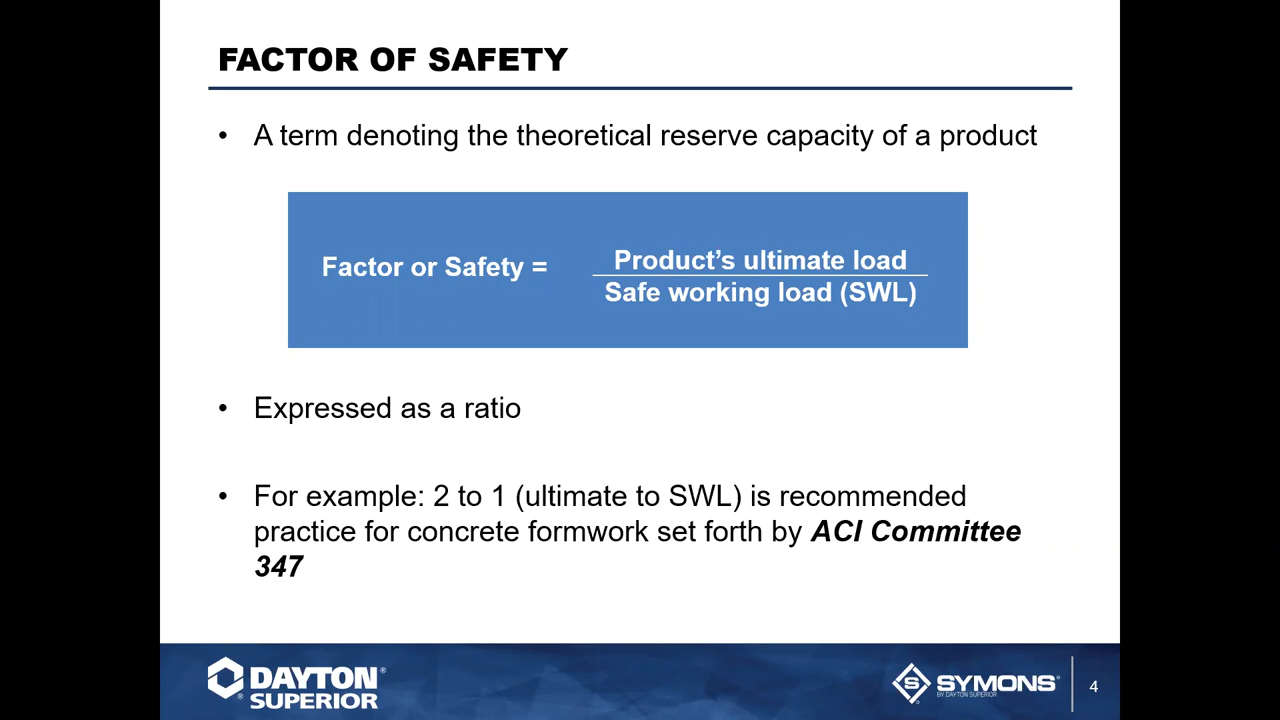 FACTOR OF SAFETY
• A term denoting the theoretical reserve capacity of a product
Factor or Safety =
Product’s ultimate load
Safe working load (SWL)
• Expressed as a ratio
• For example: 2 to 1 (ultimate to SWL) is recommended
practice for concrete formwork set forth by ACI Committee
347
DAYTON®
SUPERIOR
®
SYMONS®
BY DAYTON SUPERIOR
4